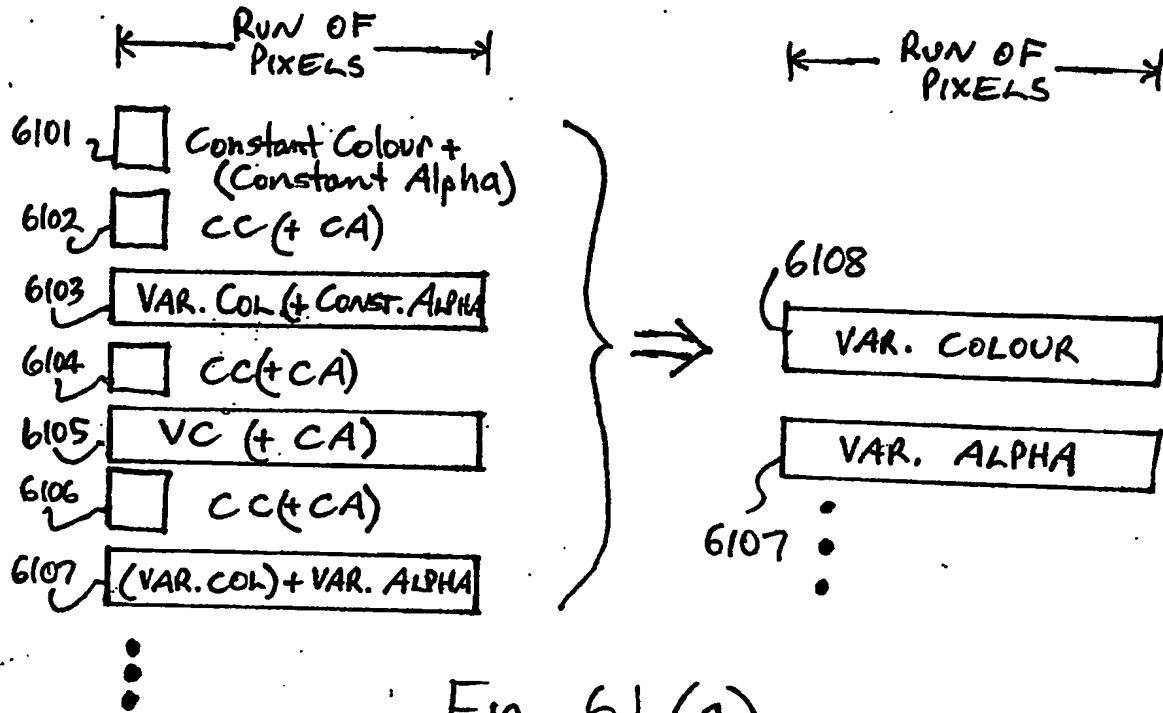 RUN OF
PIXELS
6101 Constant Colour +
(Constant Alpha)
6102 CC (+ CA)
6103 VAR. COL (+ CONST. ALPHA
6104 CC (+ CA)
6105 VC (+ CA)
6106 CC (+ CA)
6107 (VAR. COL) + VAR. ALPHA
RUN OF
PIXELS
6108
VAR. COLOUR
VAR. ALPHA
6107
Fig. 61 (a)